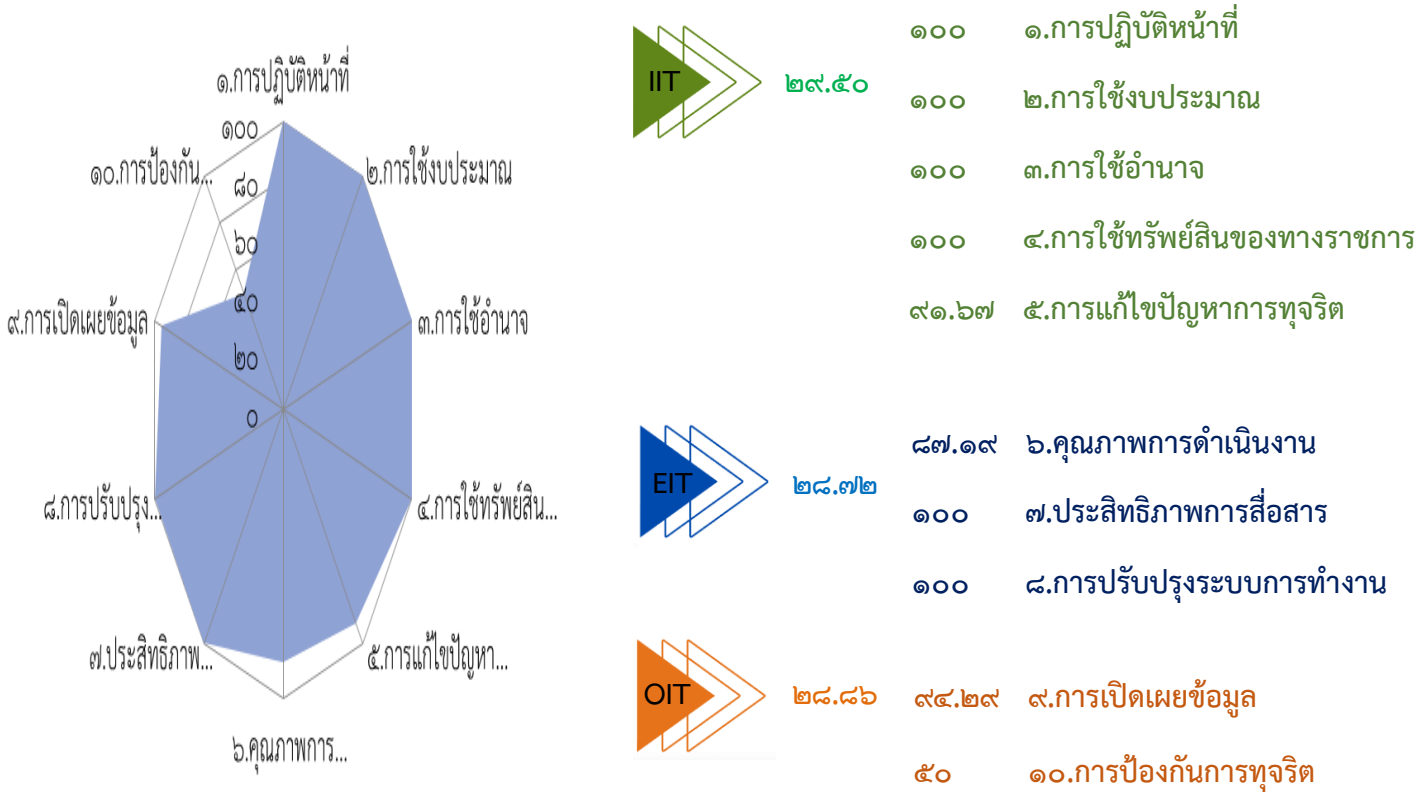 ๑.การปฏิบัติหน้าที่
๑๐๐
๑๐.การป้องกัน...
๒.การใช้งบประมาณ
๘๐
๖๐
๔๐
๙.การเปิดเผยข้อมูล
๓.การใช้อำนาจ
๒๐
๐
๘.การปรับปรุง...
๔.การใช้ทรัพย์สิน...
๗.ประสิทธิภาพ...
๕.การแก้ไขปัญหา...
๖.คุณภาพการ...
IIT
๒๙.๕๐
๑๐๐ ๑.การปฏิบัติหน้าที่
๑๐๐ ๒.การใช้งบประมาณ
๑๐๐ ๓.การใช้อำนาจ
๑๐๐ ๔.การใช้ทรัพย์สินของทางราชการ
๙๑.๖๗ ๕.การแก้ไขปัญหาการทุจริต
EIT
๒๘.๗๒
๘๗.๑๙ ๖.คุณภาพการดำเนินงาน
๑๐๐ ๗.ประสิทธิภาพการสื่อสาร
๑๐๐ ๘.การปรับปรุงระบบการทำงาน
OIT
๒๘.๘๖
๙๔.๒๙ ๙.การเปิดเผยข้อมูล
๕๐ ๑๐.การป้องกันการทุจริต